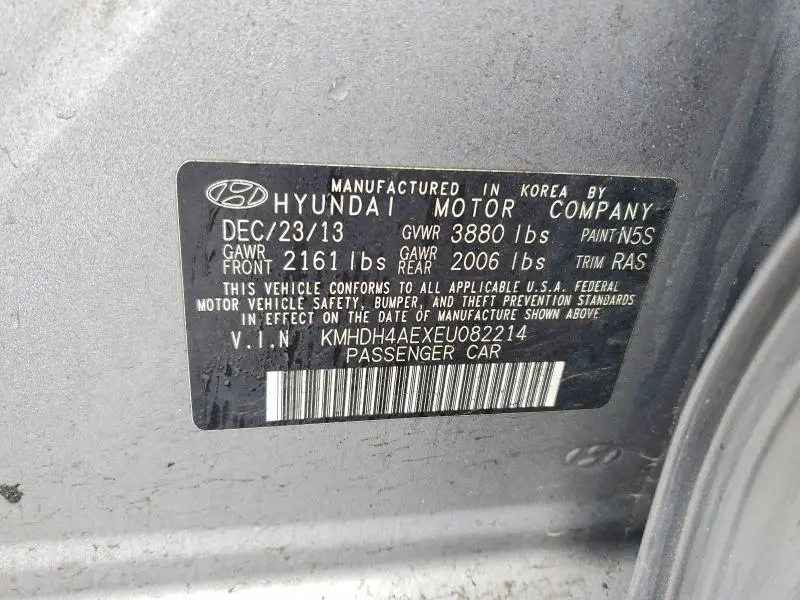 MANUFACTURED IN KOREA BY
HYUNDAI MOTOR COMPANY
DEC/23/13 GVWR 3880 lbs PAINT N5S
GAWR FRONT 2161 lbs GAWR REAR 2006 lbs TRIM RAS
THIS VEHICLE CONFORMS TO ALL APPLICABLE U.S.A. FEDERAL
MOTOR VEHICLE SAFETY, BUMPER, AND THEFT PREVENTION STANDARDS
IN EFFECT ON THE DATE OF MANUFACTURE SHOWN ABOVE
V.I.N KMHDH4AEXEU082214
PASSENGER CAR